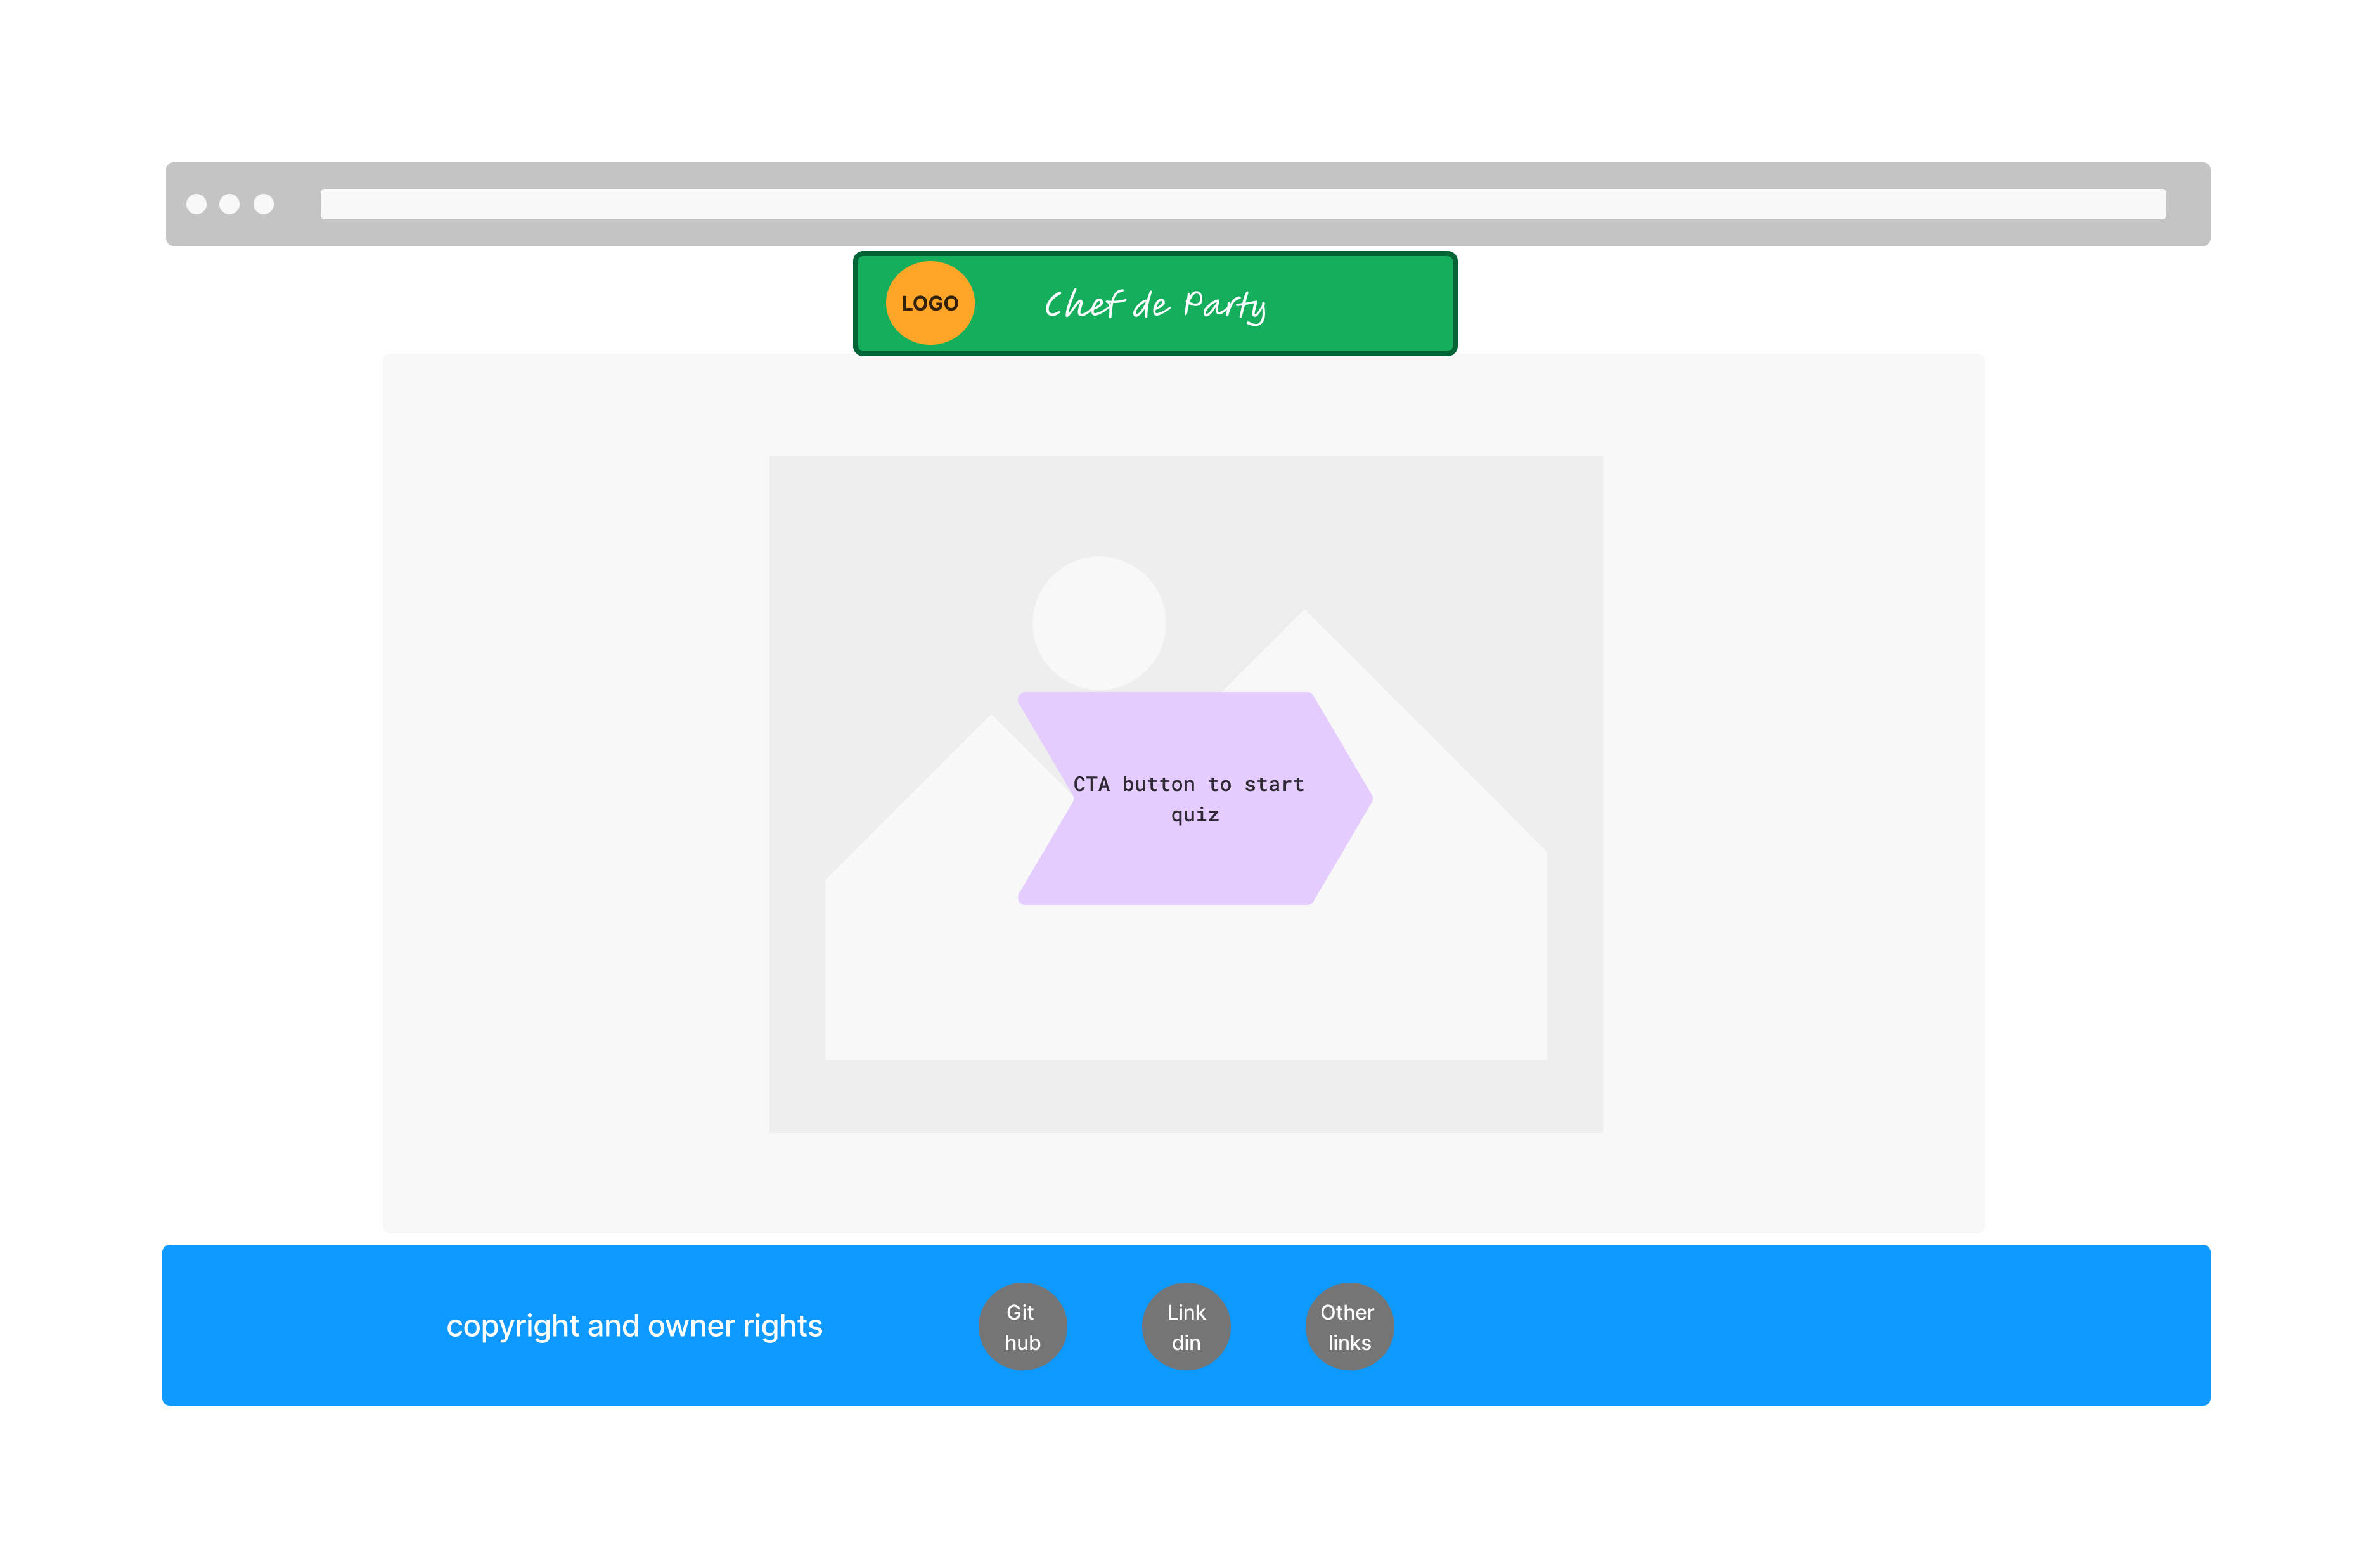 LOGO
Chef de Party
CTA button to start
quiz
copyright and owner rights
Git
hub
Link
din
Other
links